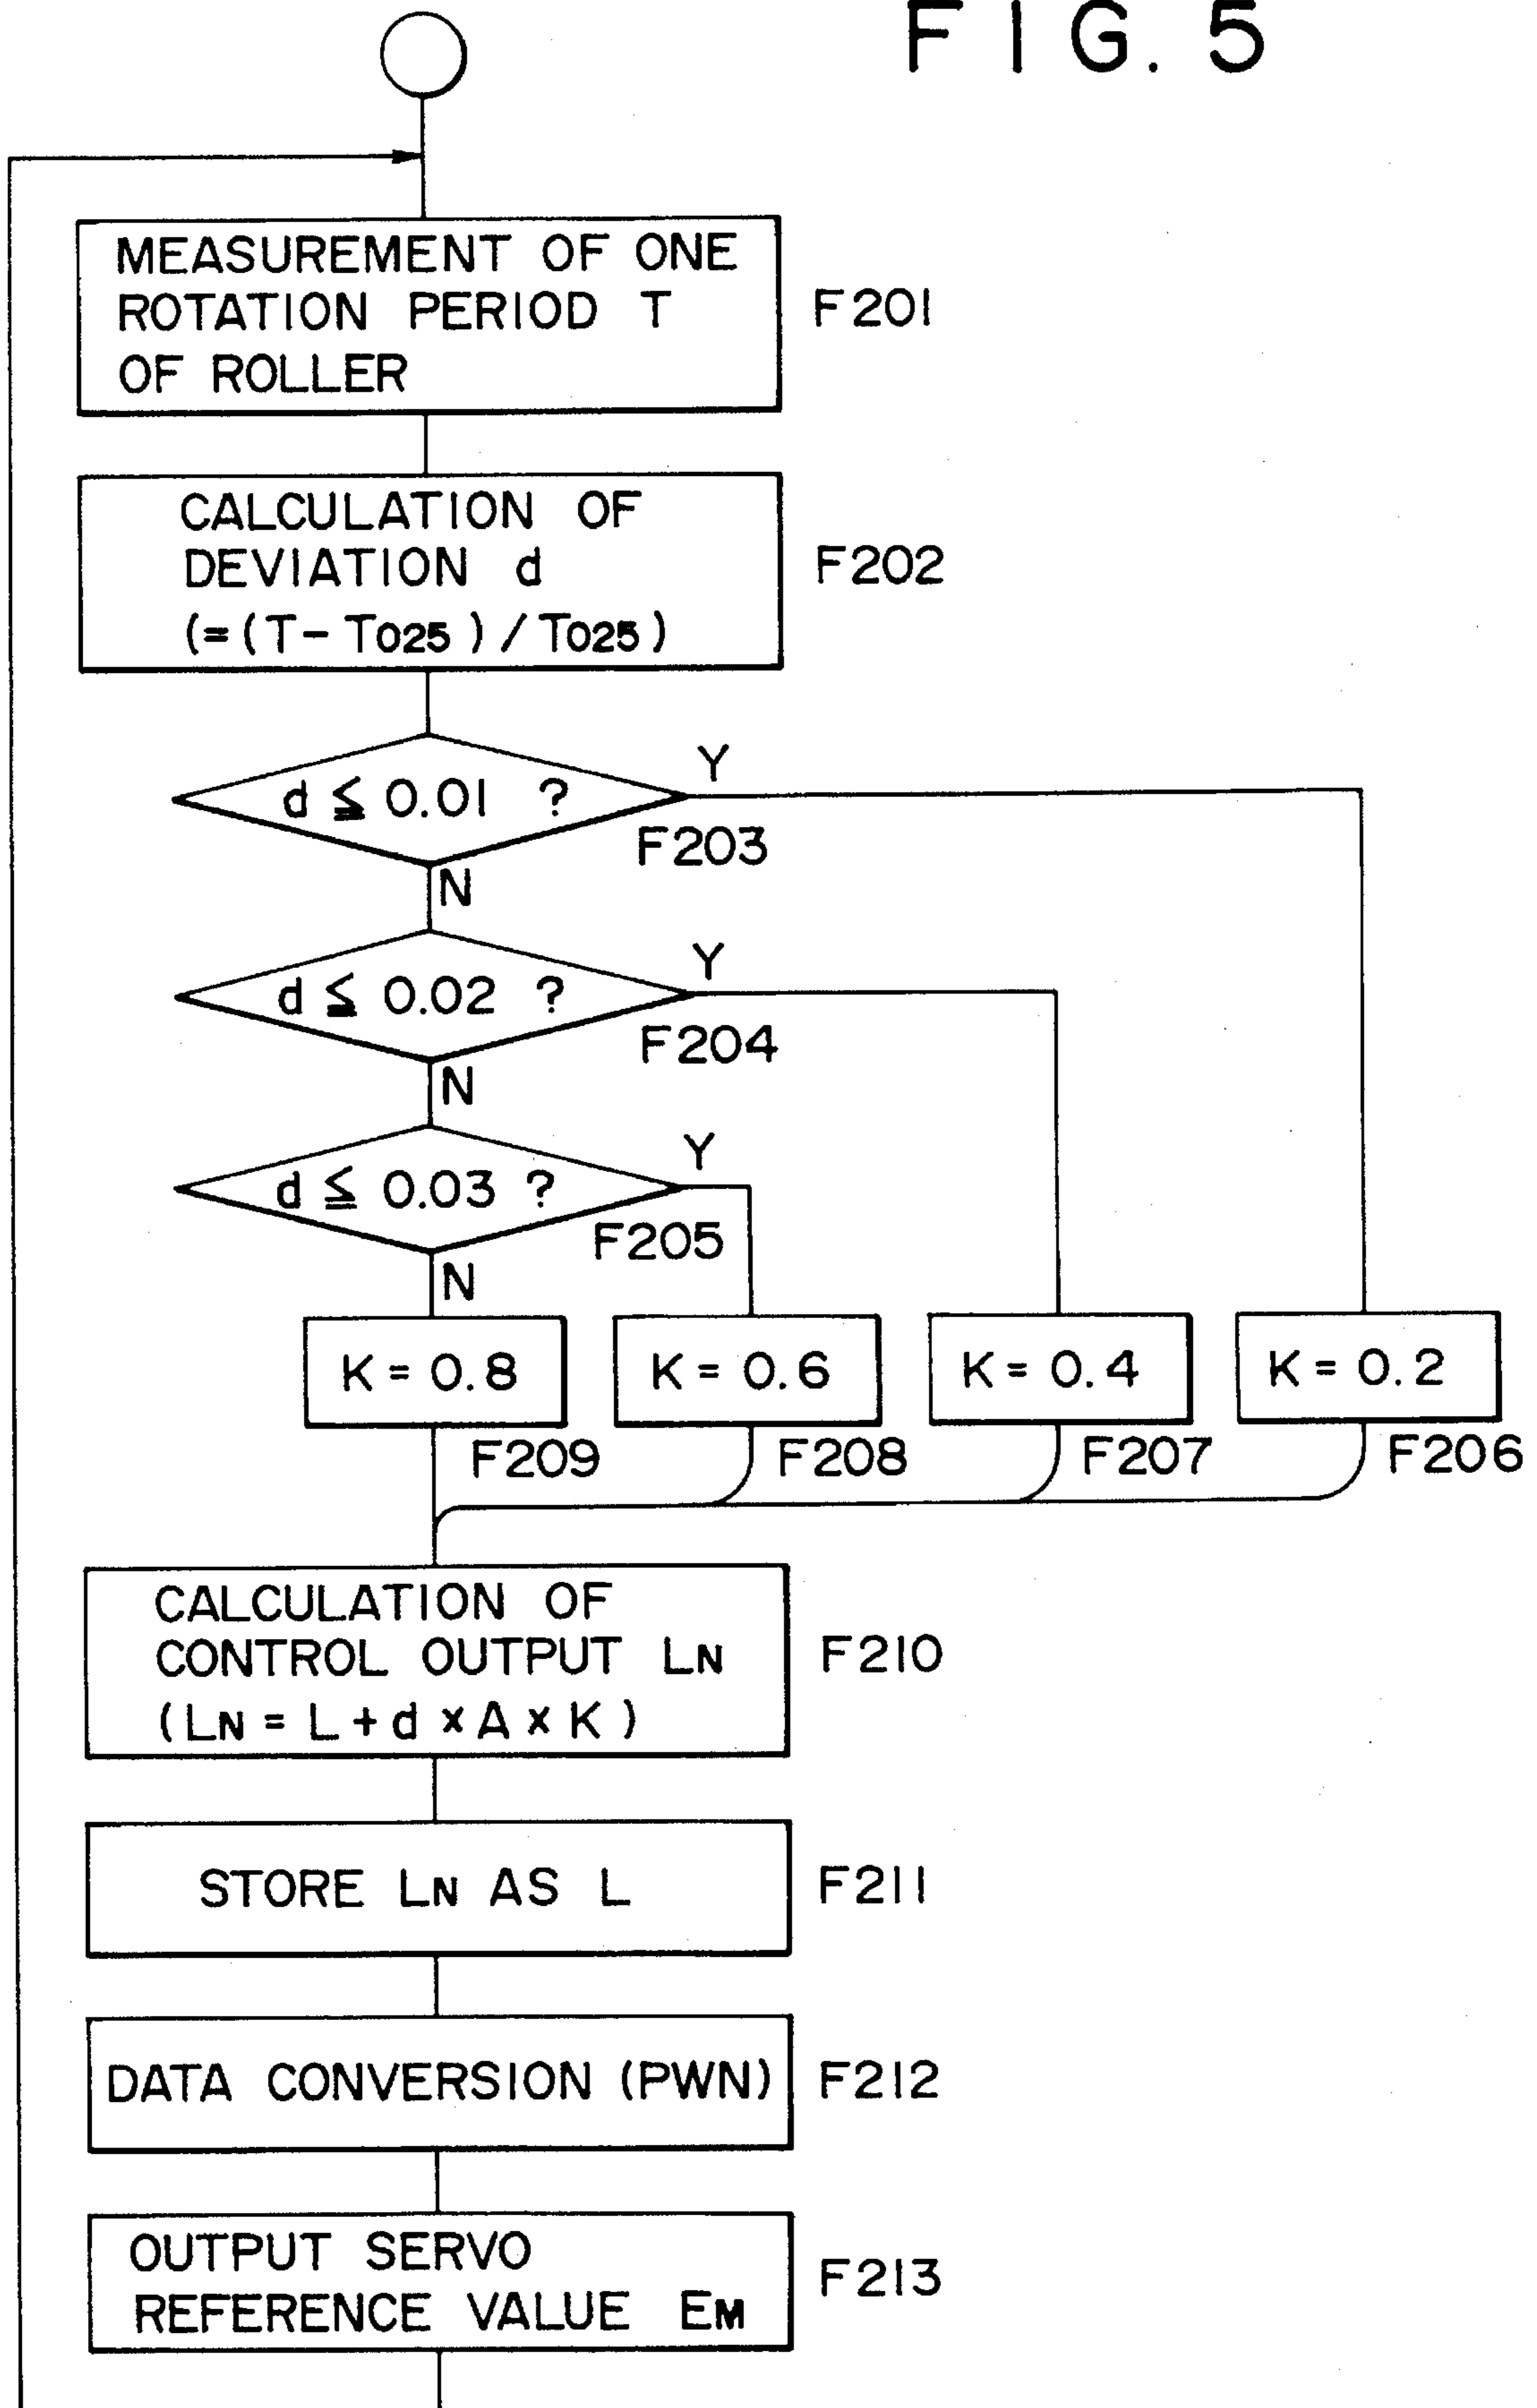 FIG. 5
MEASUREMENT OF ONE
ROTATION PERIOD T
OF ROLLER
F201
CALCULATION OF
DEVIATION d
(=(T-T025)/T025)
F202
d ≦ 0.01 ?
Y
F203
N
d ≦ 0.02 ?
Y
F204
N
d ≦ 0.03 ?
Y
F205
N
K = 0.8
K = 0.6
K = 0.4
K = 0.2
F209
F208
F207
F206
CALCULATION OF
CONTROL OUTPUT LN
(LN = L + d × A × K)
F210
STORE LN AS L
F211
DATA CONVERSION (PWN)
F212
OUTPUT SERVO
REFERENCE VALUE EM
F213